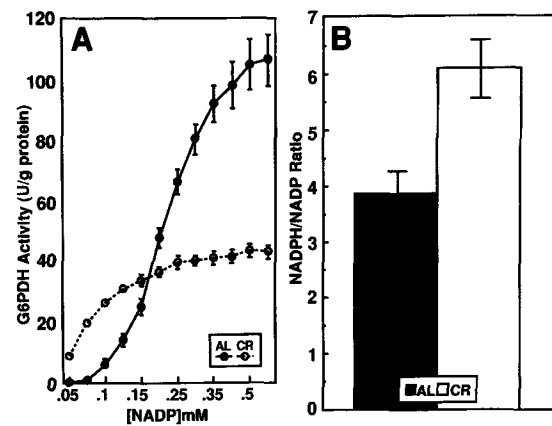 A
G6PDH Activity (U/g protein)
120
100
80
60
40
20
0
AL CR
.05 .1 .15 .25 .35 .5
[NADP]mM
B
NADPH/NADP Ratio
7
6
5
4
3
2
1
0
AL CR